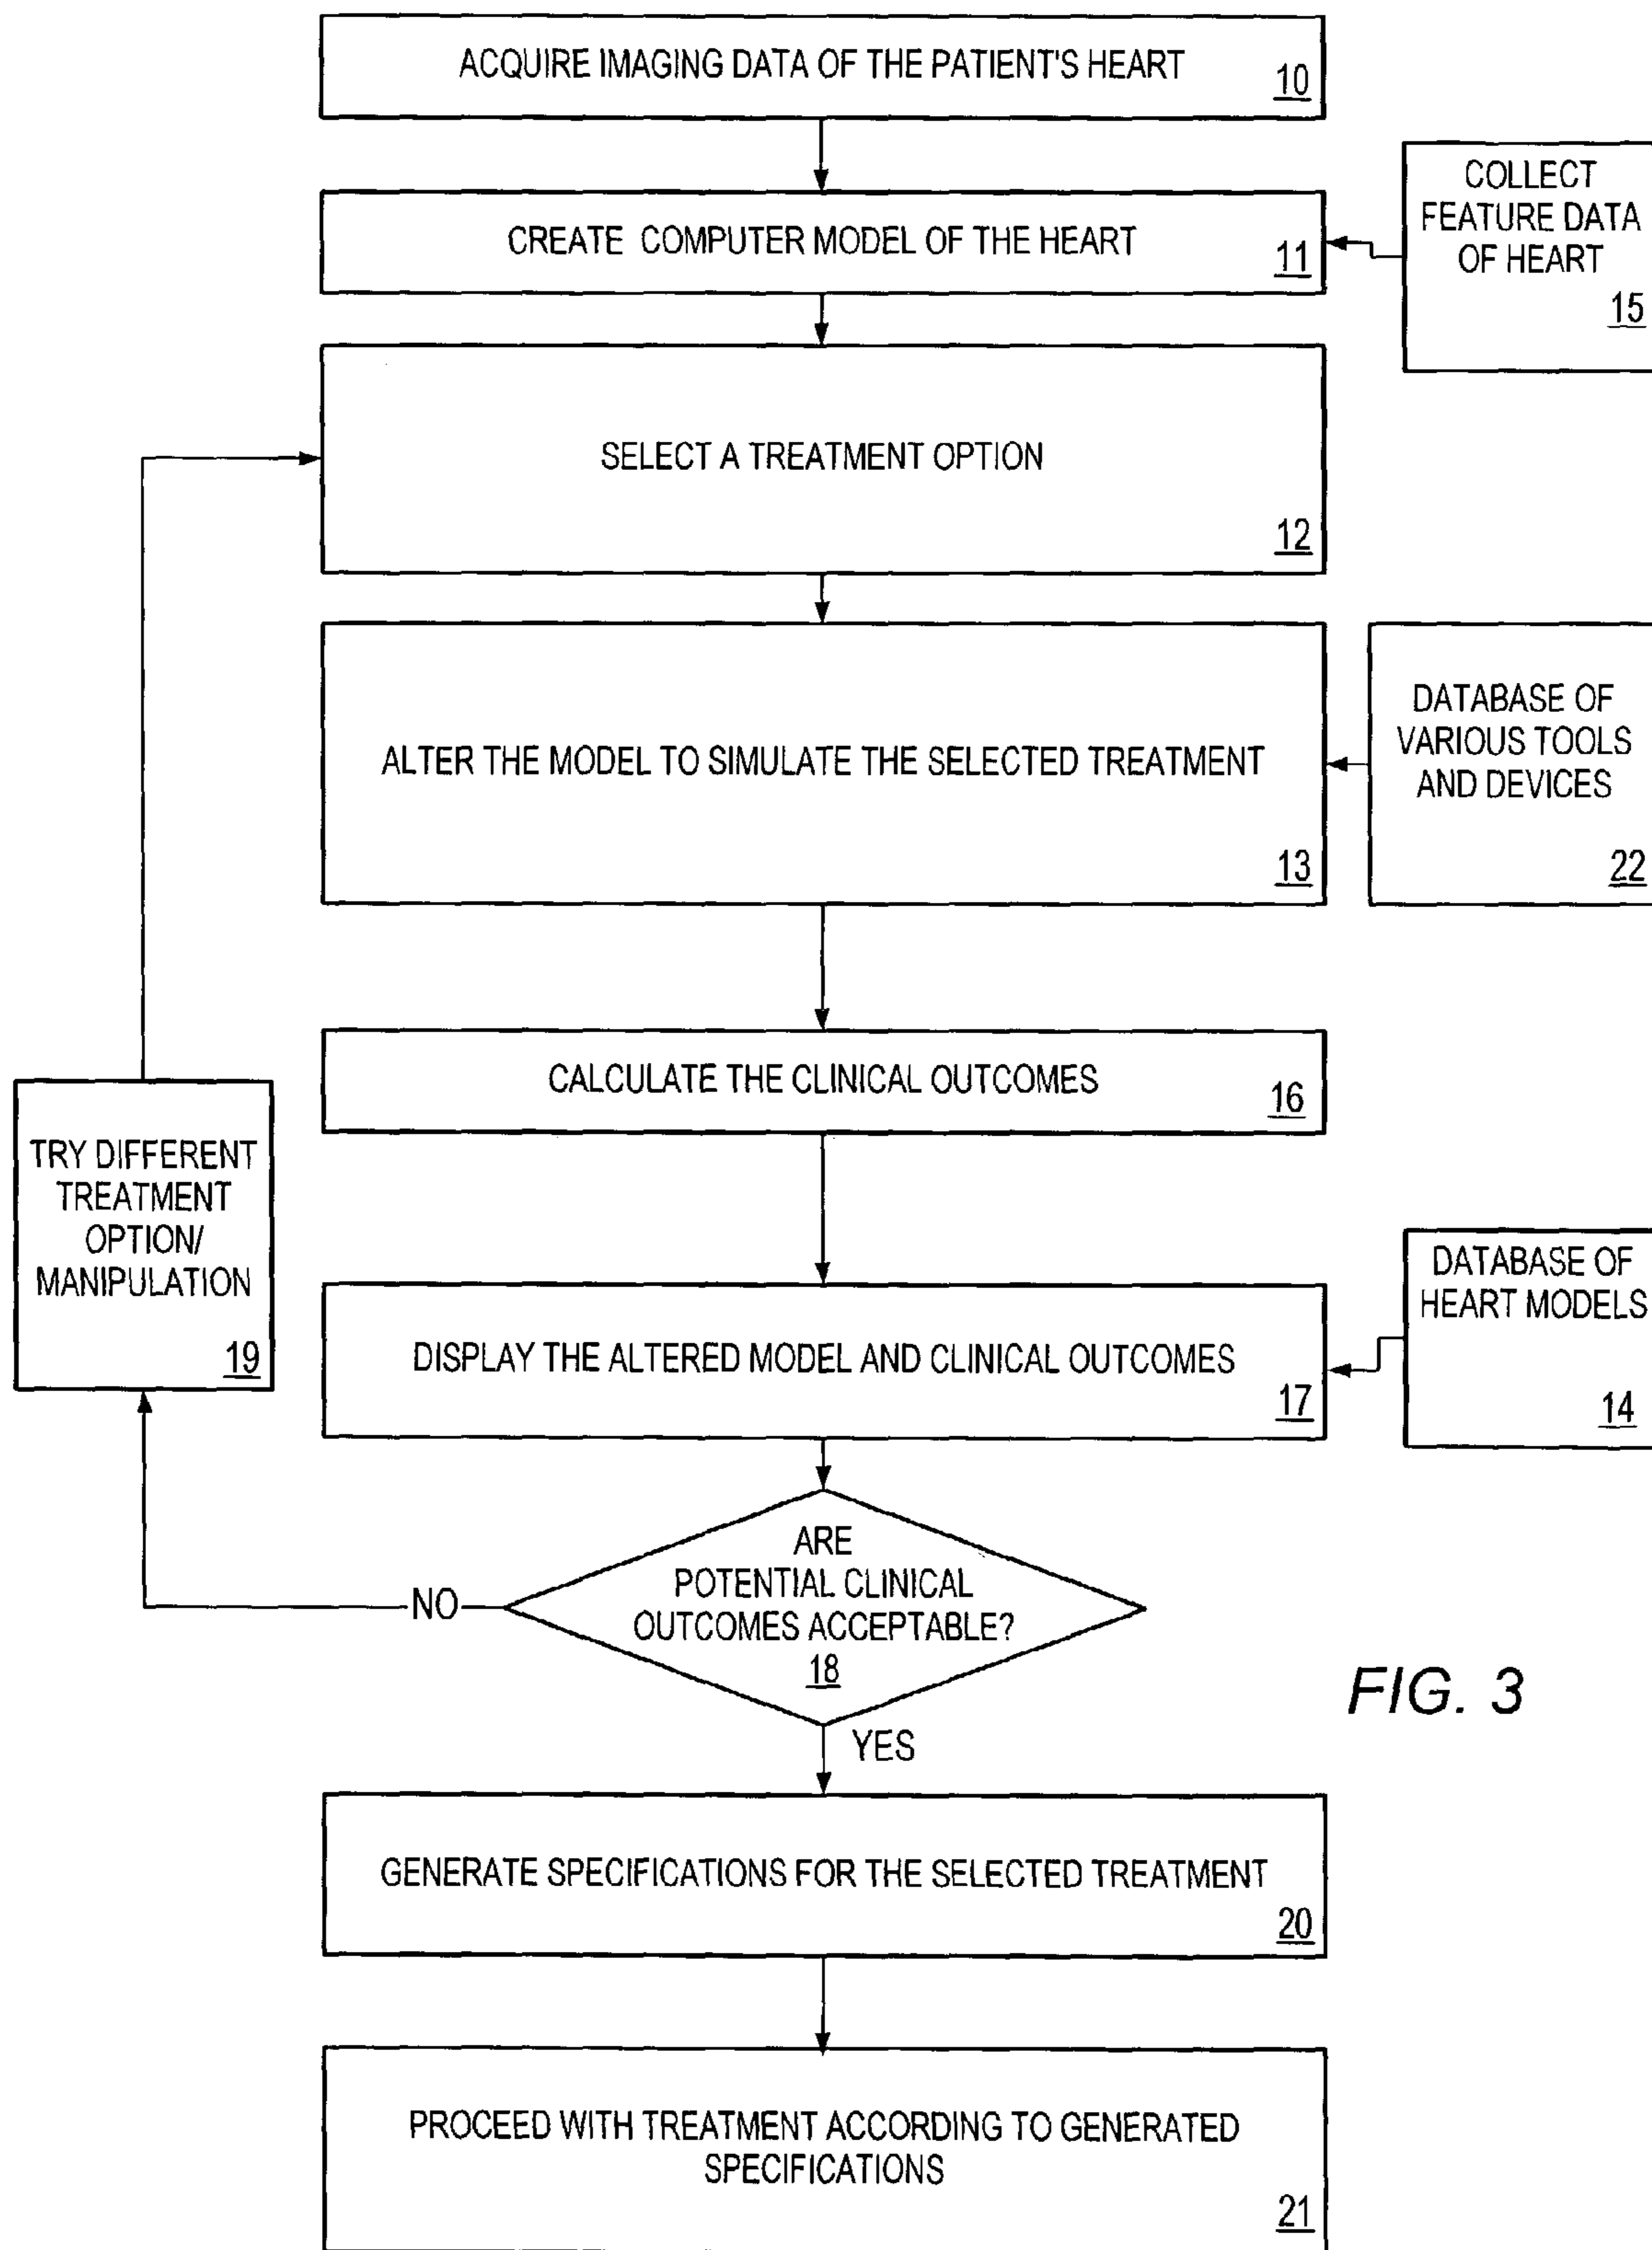 ACQUIRE IMAGING DATA OF THE PATIENT'S HEART
10
CREATE COMPUTER MODEL OF THE HEART
11
COLLECT
FEATURE DATA
OF HEART
15
SELECT A TREATMENT OPTION
12
ALTER THE MODEL TO SIMULATE THE SELECTED TREATMENT
13
DATABASE OF
VARIOUS TOOLS
AND DEVICES
22
CALCULATE THE CLINICAL OUTCOMES
16
TRY DIFFERENT
TREATMENT
OPTION/
MANIPULATION
19
DISPLAY THE ALTERED MODEL AND CLINICAL OUTCOMES
17
DATABASE OF
HEART MODELS
14
ARE
POTENTIAL CLINICAL
OUTCOMES ACCEPTABLE?
18
NO
YES
FIG. 3
GENERATE SPECIFICATIONS FOR THE SELECTED TREATMENT
20
PROCEED WITH TREATMENT ACCORDING TO GENERATED
SPECIFICATIONS
21